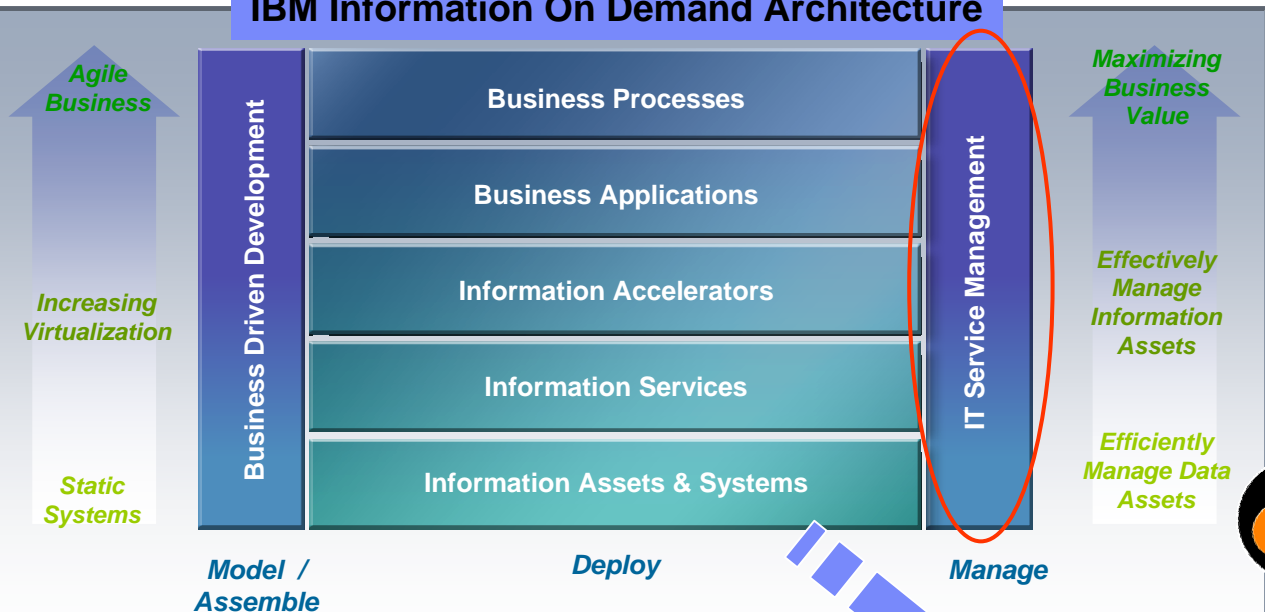 IBM Information On Demand Architecture
Agile
Business
Increasing
Virtualization
Static
Systems
Business Driven Development
Business Processes
Business Applications
Information Accelerators
Information Services
Information Assets & Systems
IT Service Management
Maximizing
Business
Value
Effectively
Manage
Information
Assets
Efficiently
Manage Data
Assets
Model /
Assemble
Deploy
Manage